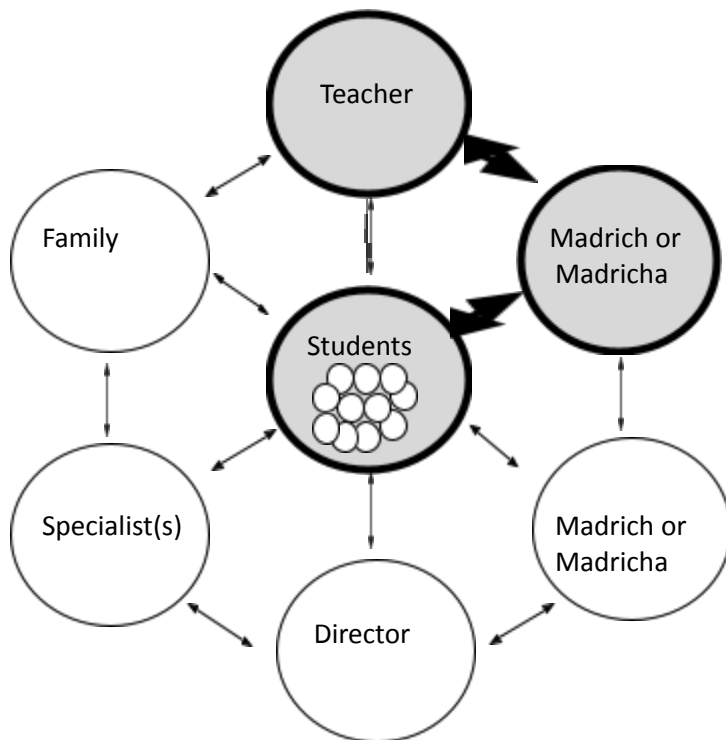 Teacher
Family
Madrich or
Madricha
Students
Specialist(s)
Madrich or
Madricha
Director